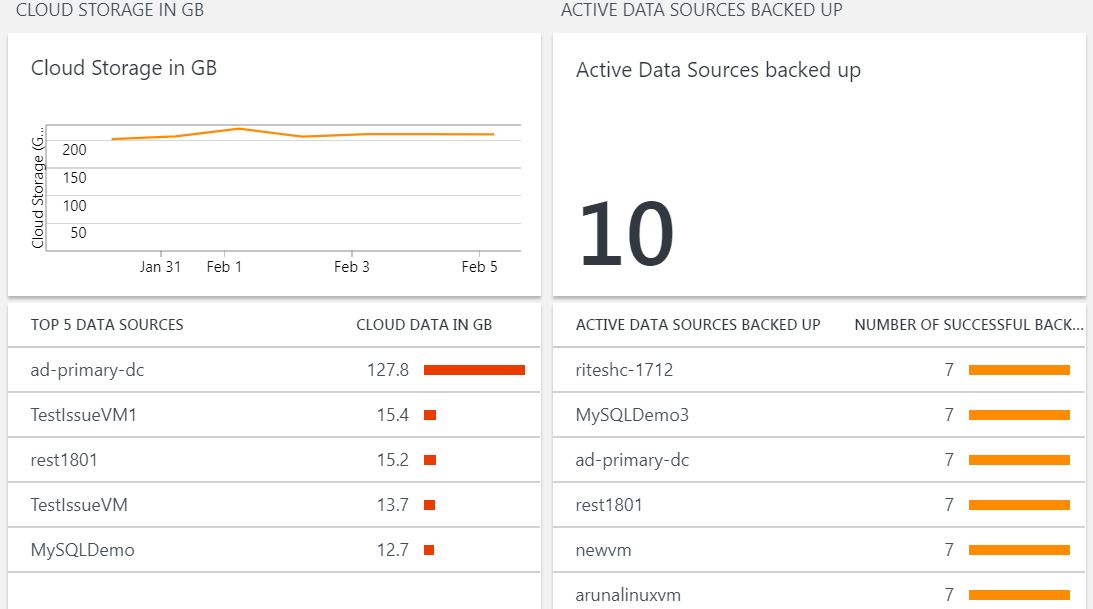 CLOUD STORAGE IN GB
Cloud Storage in GB
Cloud Storage (G...
200
150
100
50
Jan 31 Feb 1 Feb 3 Feb 5
TOP 5 DATA SOURCES CLOUD DATA IN GB
ad-primary-dc 127.8
TestIssueVM1 15.4
rest1801 15.2
TestIssueVM 13.7
MySQLDemo 12.7
ACTIVE DATA SOURCES BACKED UP
Active Data Sources backed up
10
ACTIVE DATA SOURCES BACKED UP NUMBER OF SUCCESSFUL BACK...
riteshc-1712 7
MySQLDemo3 7
ad-primary-dc 7
rest1801 7
newvm 7
arunalinuxvm 7